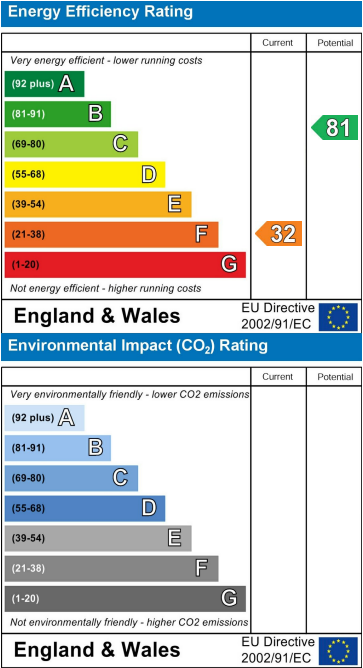 Energy Efficiency Rating
Current Potential
Very energy efficient - lower running costs
(92 plus) A
(81-91) B
81
(69-80) C
(55-68) D
(39-54) E
(21-38) F
32
(1-20) G
Not energy efficient - higher running costs
England & Wales
EU Directive
2002/91/EC
Environmental Impact (CO₂) Rating
Current Potential
Very environmentally friendly - lower CO2 emissions
(92 plus) A
(81-91) B
(69-80) C
(55-68) D
(39-54) E
(21-38) F
(1-20) G
Not environmentally friendly - higher CO2 emissions
England & Wales
EU Directive
2002/91/EC